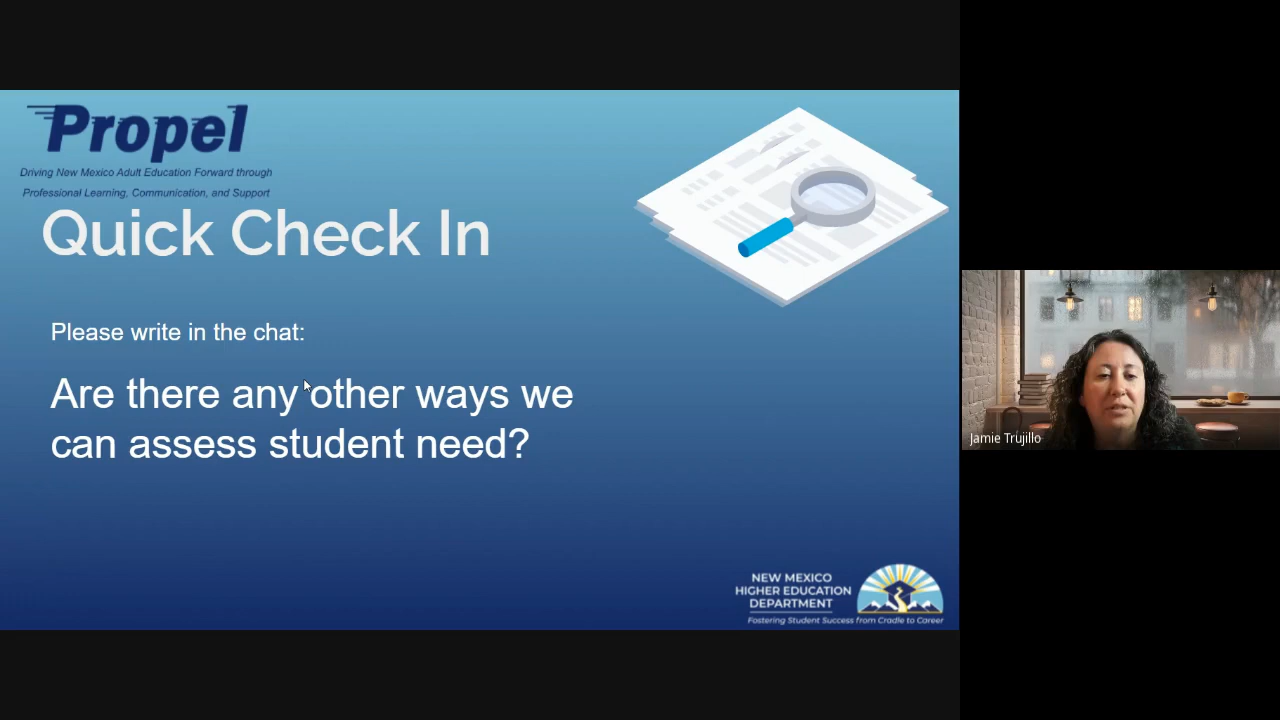 Propel
Driving New Mexico Adult Education Forward through
Professional Learning, Communication, and Support
Quick Check In
Please write in the chat:
Are there any other ways we
can assess student need?
Jamie Trujillo
NEW MEXICO
HIGHER EDUCATION
DEPARTMENT
Fostering Student Success from Cradle to Career